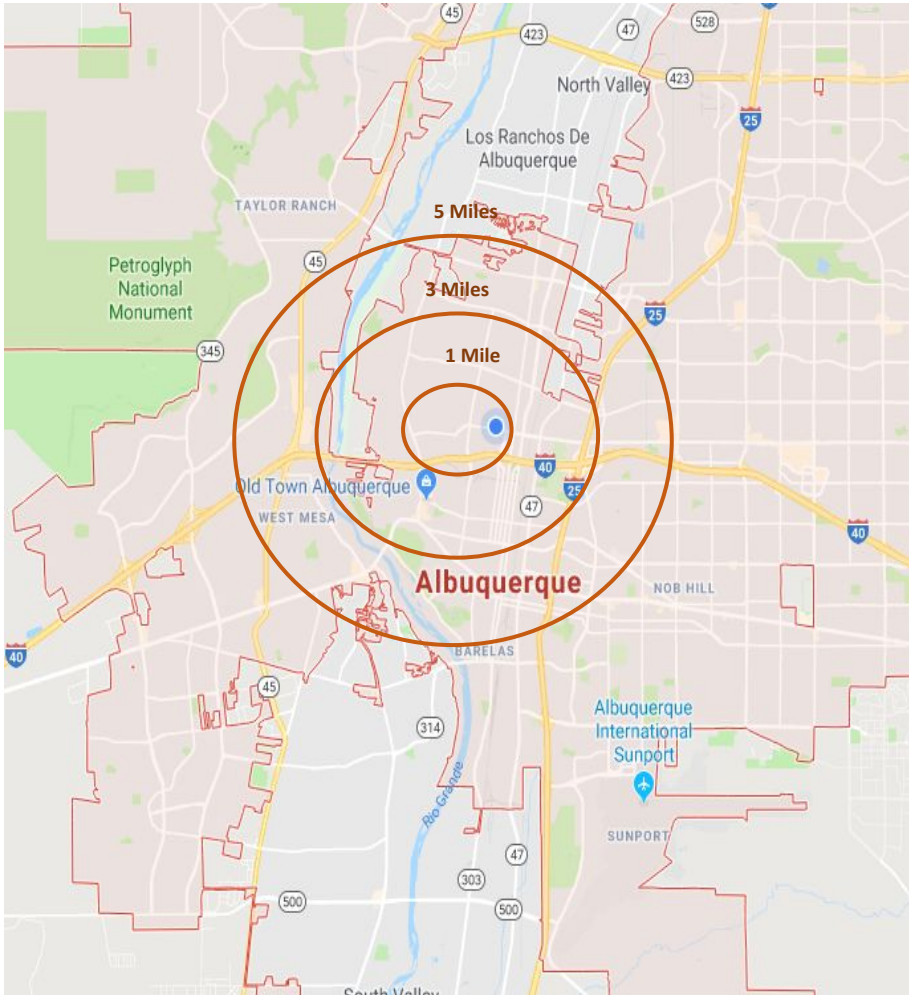 45
528
47
423
North Valley
423
25
Los Ranchos De
Albuquerque
TAYLOR RANCH
5 Miles
45
Petroglyph
National
Monument
3 Miles
25
345
1 Mile
40
Old Town Albuquerque
25
47
WEST MESA
40
Albuquerque
NOB HILL
BARELAS
40
45
314
Albuquerque
International
Sunport
Rio Grande
SUNPORT
47
303
500
500
South Valley